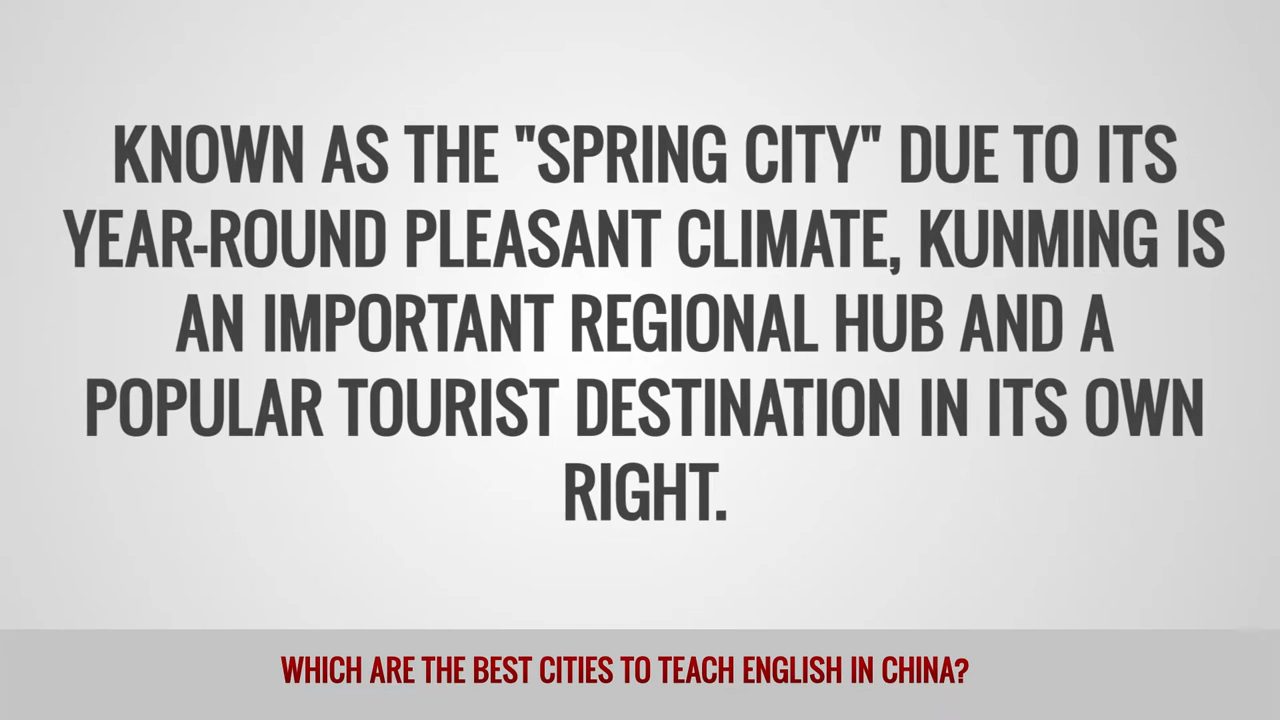 KNOWN AS THE "SPRING CITY" DUE TO ITS
YEAR-ROUND PLEASANT CLIMATE, KUNMING IS
AN IMPORTANT REGIONAL HUB AND A
POPULAR TOURIST DESTINATION IN ITS OWN
RIGHT.
WHICH ARE THE BEST CITIES TO TEACH ENGLISH IN CHINA?